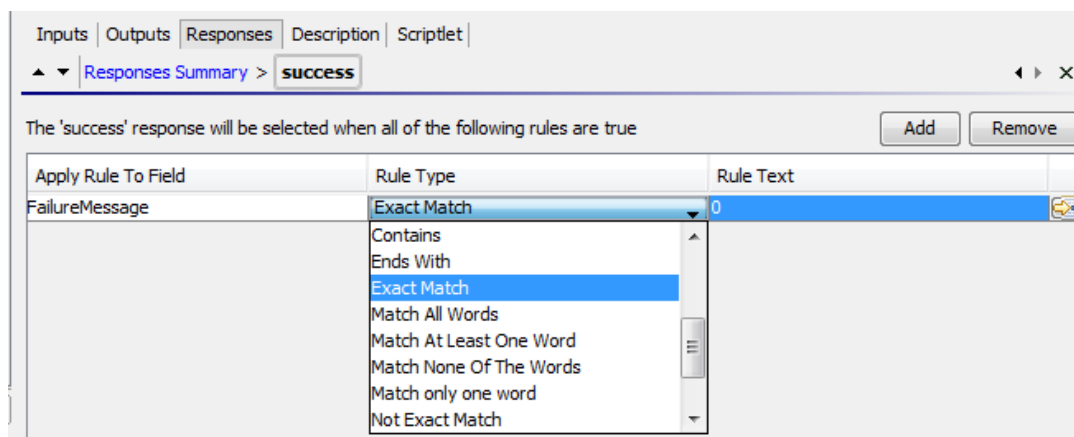 Inputs Outputs Responses Description Scriptlet
Responses Summary > success
The 'success' response will be selected when all of the following rules are true Add Remove
Apply Rule To Field Rule Type Rule Text
FailureMessage Exact Match 0
Contains
Ends With
Exact Match
Match All Words
Match At Least One Word
Match None Of The Words
Match only one word
Not Exact Match